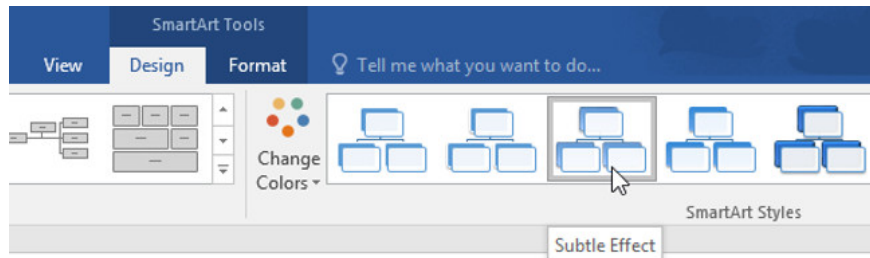 SmartArt Tools
View Design Format Tell me what you want to do...
Change
Colors
SmartArt Styles
Subtle Effect